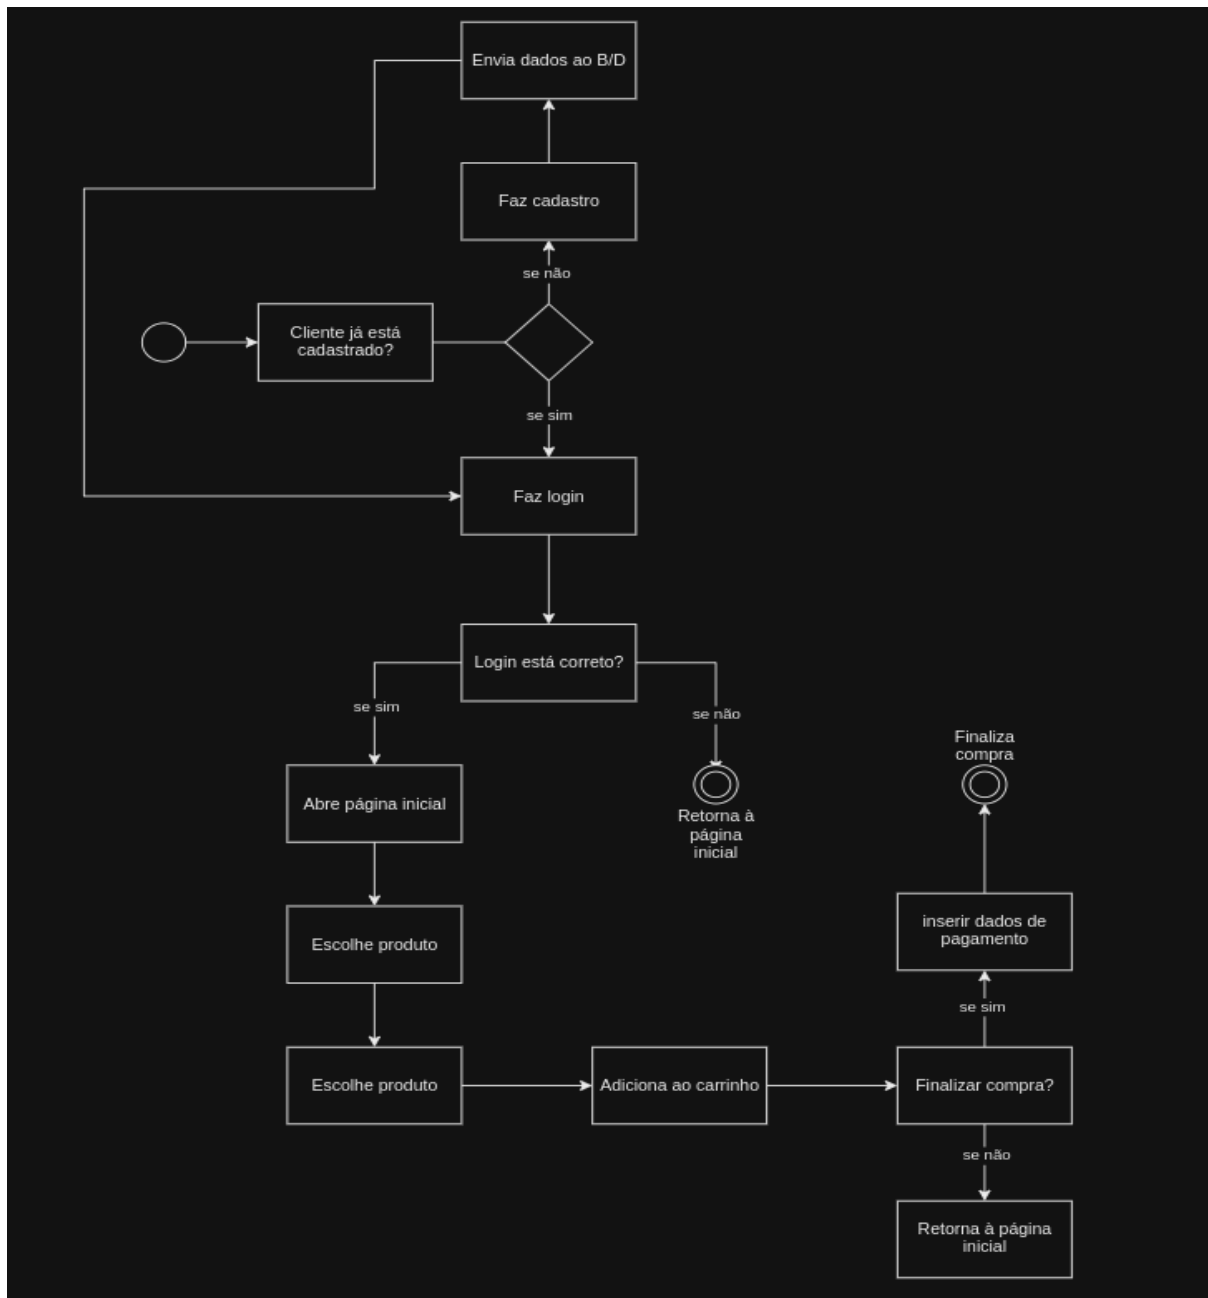 Envia dados ao B/D
Faz cadastro
se não
Cliente já está
cadastrado?
se sim
Faz login
Login está correto?
se sim
se não
Finaliza
compra
Abre página inicial
Retorna à
página
inicial
inserir dados de
pagamento
Escolhe produto
se sim
Escolhe produto
Adiciona ao carrinho
Finalizar compra?
se não
Retorna à página
inicial